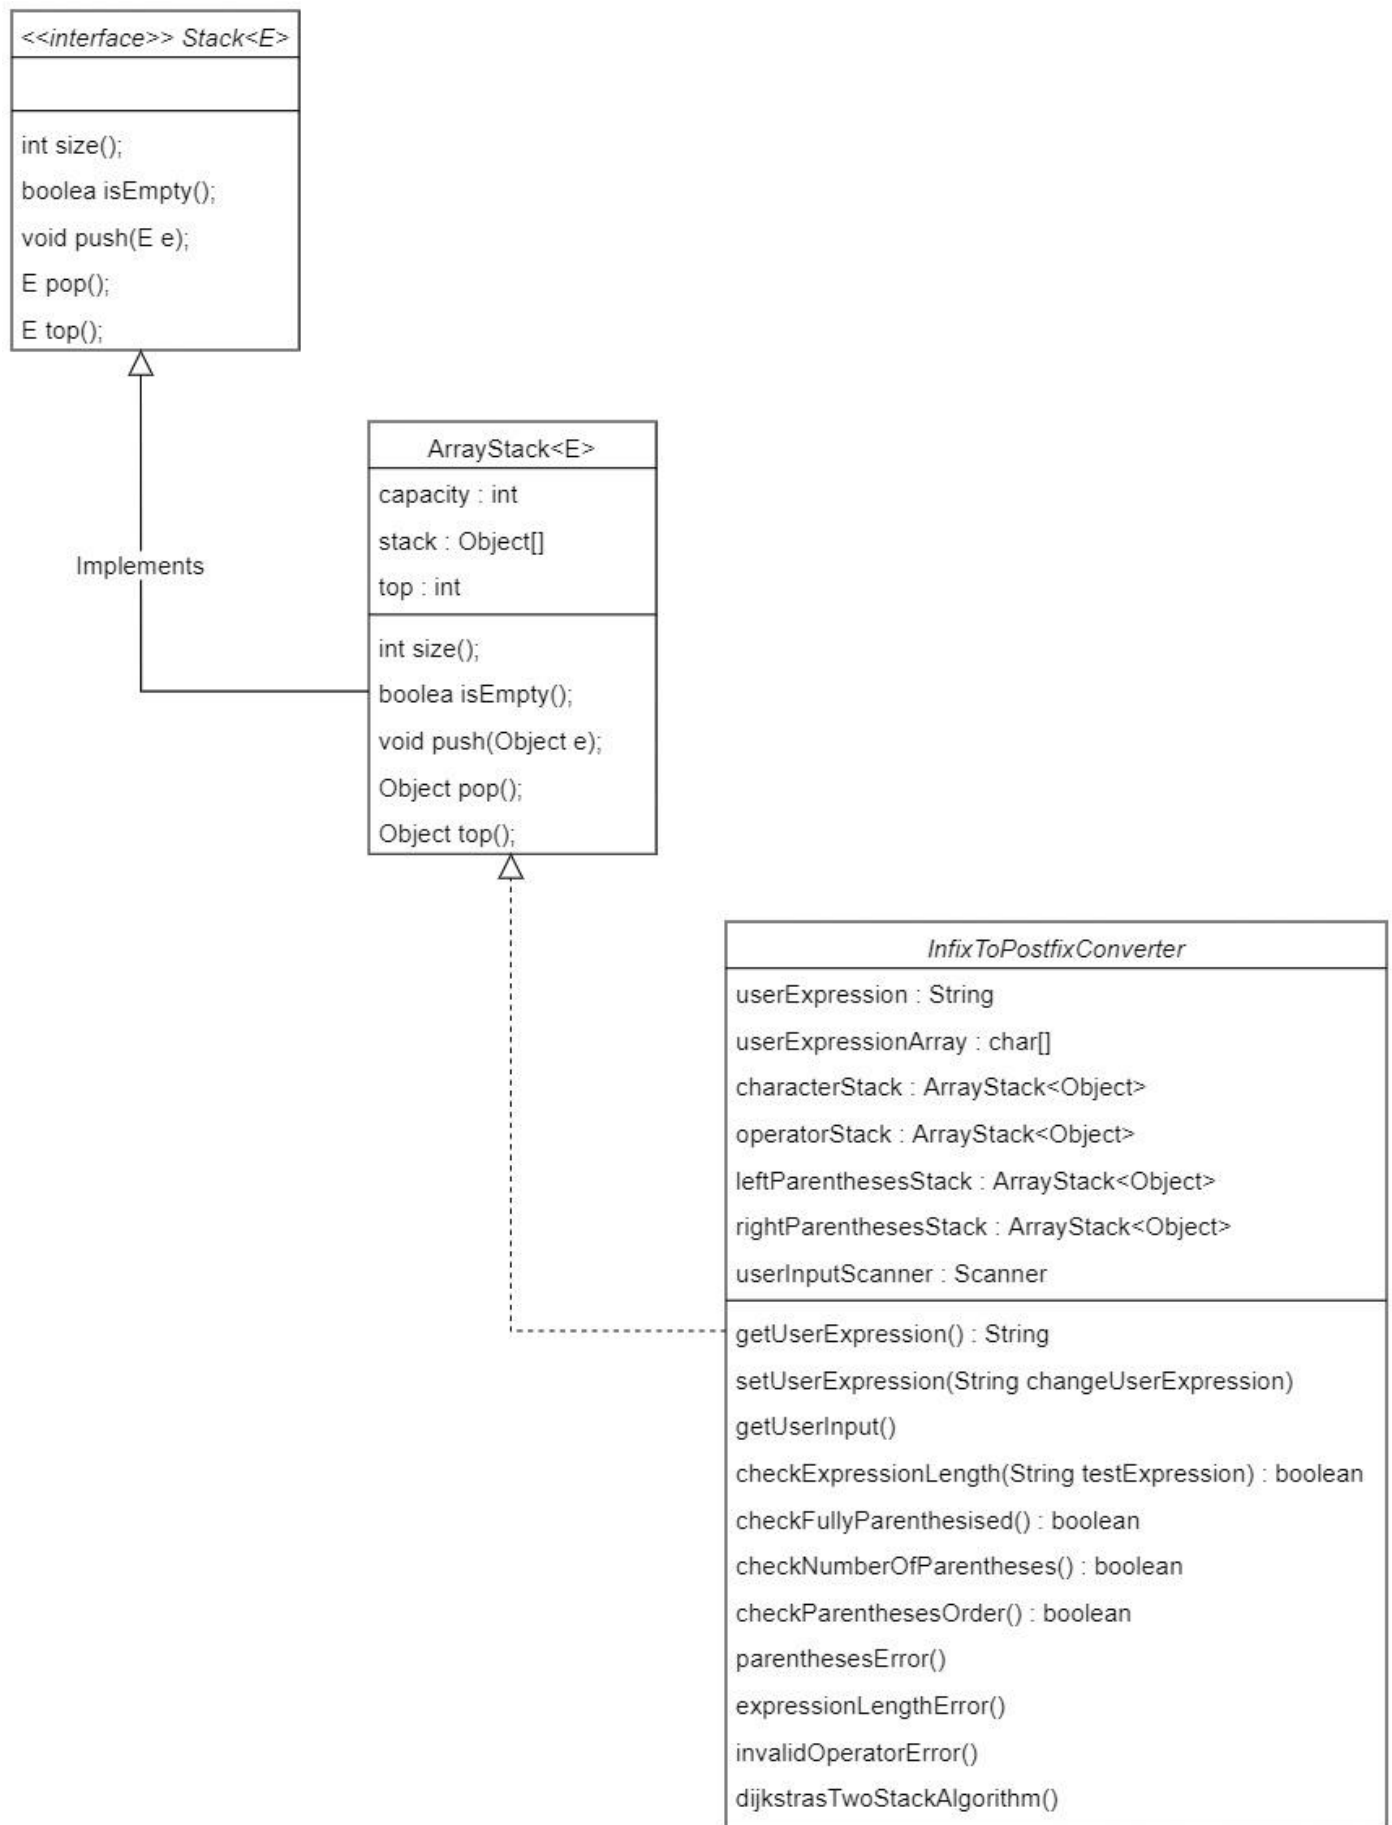 <<interface>> Stack<E>
int size();
boolea isEmpty();
void push(E e);
E pop();
E top();
Implements
ArrayStack<E>
capacity : int
stack : Object[]
top : int
int size();
boolea isEmpty();
void push(Object e);
Object pop();
Object top();
InfixToPostfixConverter
userExpression : String
userExpressionArray : char[]
characterStack : ArrayStack<Object>
operatorStack : ArrayStack<Object>
leftParenthesesStack : ArrayStack<Object>
rightParenthesesStack : ArrayStack<Object>
userInputScanner : Scanner
getUserExpression() : String
setUserExpression(String changeUserExpression)
getUserInput()
checkExpressionLength(String testExpression) : boolean
checkFullyParenthesised() : boolean
checkNumberOfParentheses() : boolean
checkParenthesesOrder() : boolean
parenthesesError()
expressionLengthError()
invalidOperatorError()
dijkstrasTwoStackAlgorithm()